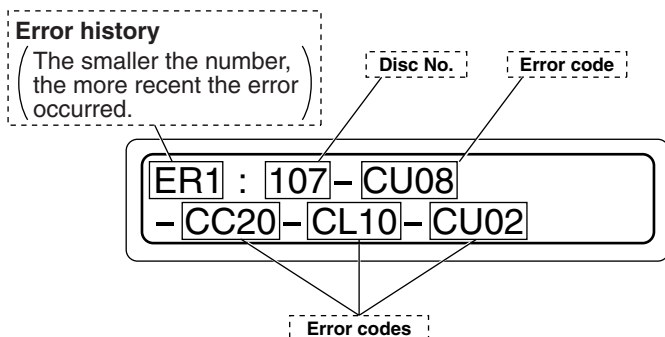 Error history
The smaller the number,
the more recent the error
occurred.
Disc No.
Error code
ER1 : 107–CU08
–CC20–CL10–CU02
Error codes